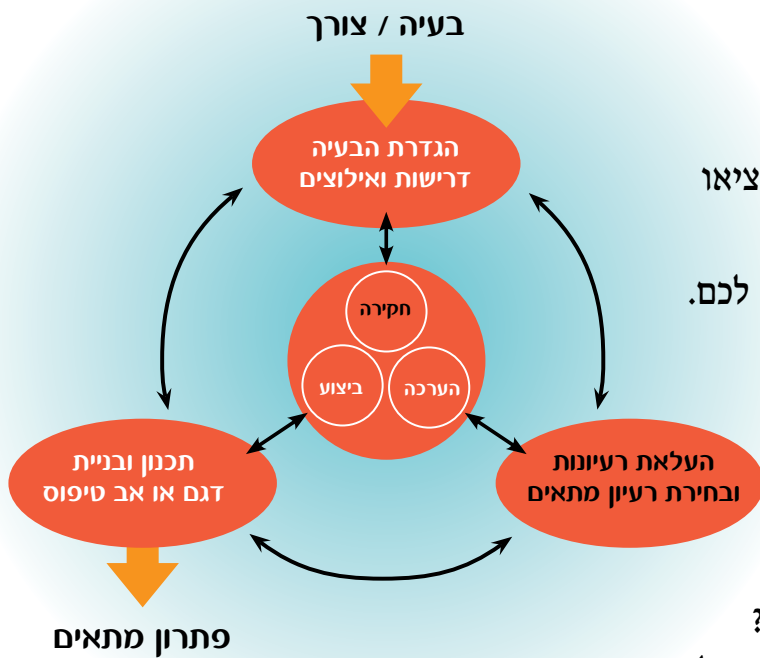 בעיה / צורך
הגדרת הבעיה
דרישות ואילוצים
ציאו
לכם.
חקירה
הערכה
ביצוע
העלאת רעיונות
ובחירת רעיון מתאים
תכנון ובניית
דגם או אב טיפוס
?
פתרון מתאים